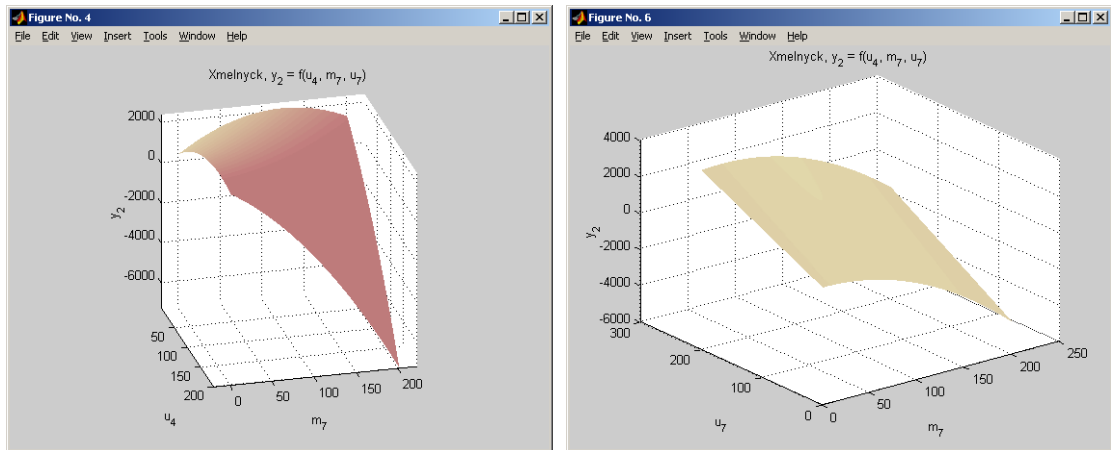 Figure No. 4
File Edit View Insert Tools Window Help
Xmelnyck, y₂ = f(u₄, m₇, u₇)
2000
0
-2000
-4000
-6000
y₂
50
100
150
200
u₄
0
50
100
150
200
m₇
Figure No. 6
File Edit View Insert Tools Window Help
Xmelnyck, y₂ = f(u₄, m₇, u₇)
4000
2000
0
-2000
-4000
-6000
y₂
300
200
100
0
u₇
0
50
100
150
200
250
m₇